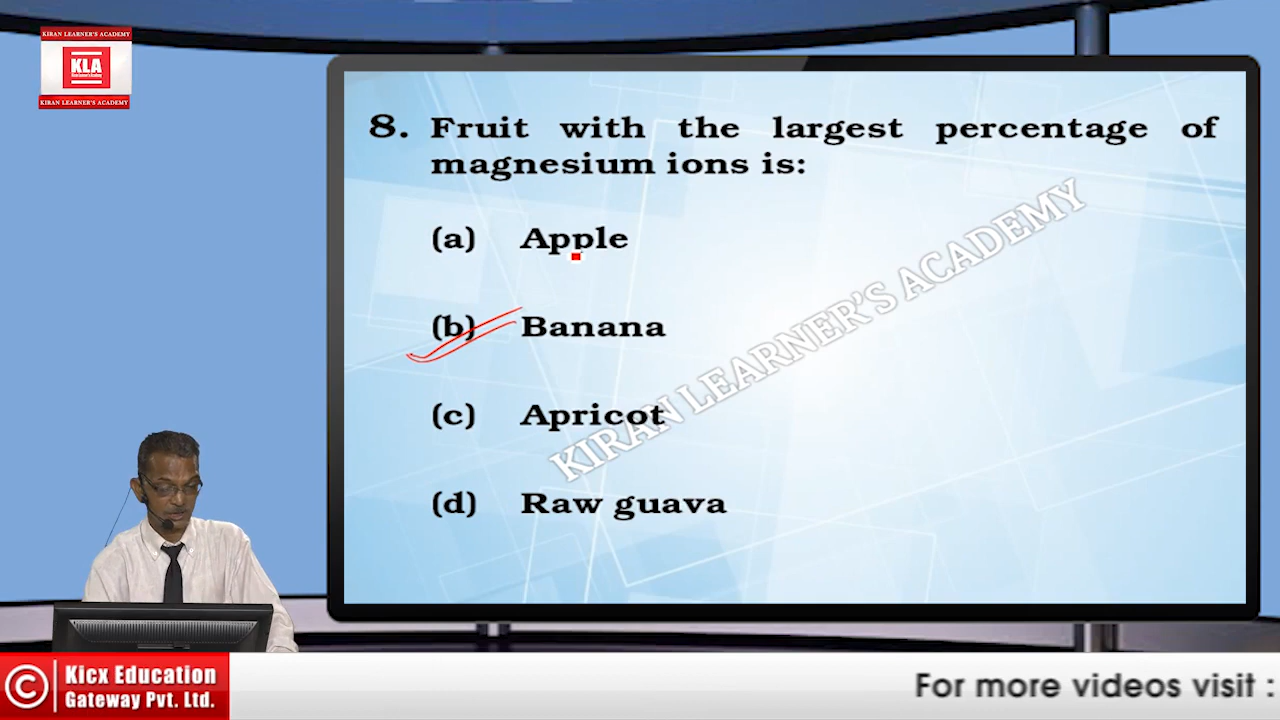 KIRAN LEARNER'S ACADEMY
KLA
KIRAN LEARNER'S ACADEMY
8. Fruit with the largest percentage of
magnesium ions is:
(a) Apple
(b) Banana
(c) Apricot
(d) Raw guava
KIRAN LEARNER'S ACADEMY
© Kicx Education
Gateway Pvt. Ltd.
For more videos visit :